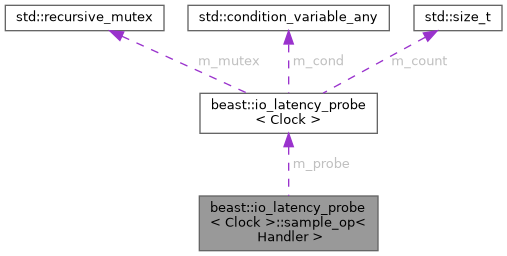 std::recursive_mutex
std::condition_variable_any
std::size_t
m_mutex
m_cond
m_count
beast::io_latency_probe
< Clock >
m_probe
beast::io_latency_probe
< Clock >::sample_op<
Handler >